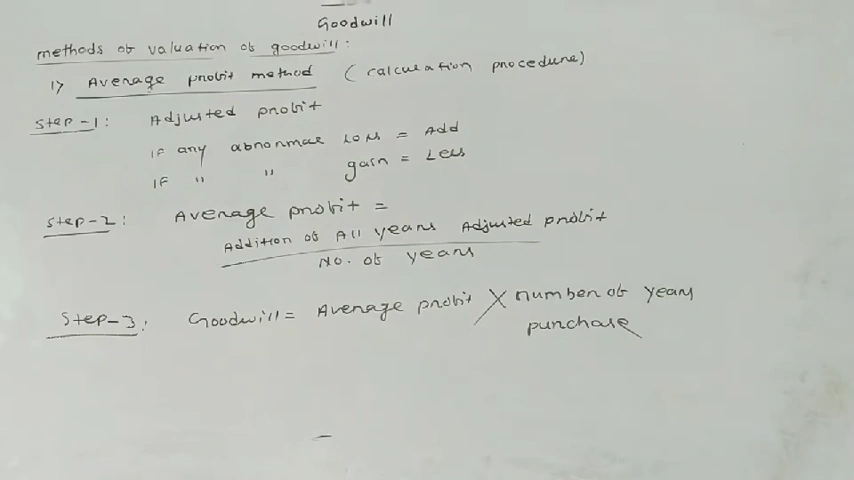 Goodwill
methods of valuation of goodwill:
1) Average profit method (calculation procedure)
Step-1: Adjusted profit
IF any abnormal loss = Add
IF " " gain = Less
Step-2: Average profit =
Addition of All years Adjusted profit
No. of years
Step-3: Goodwill = Average profit X number of years
purchase